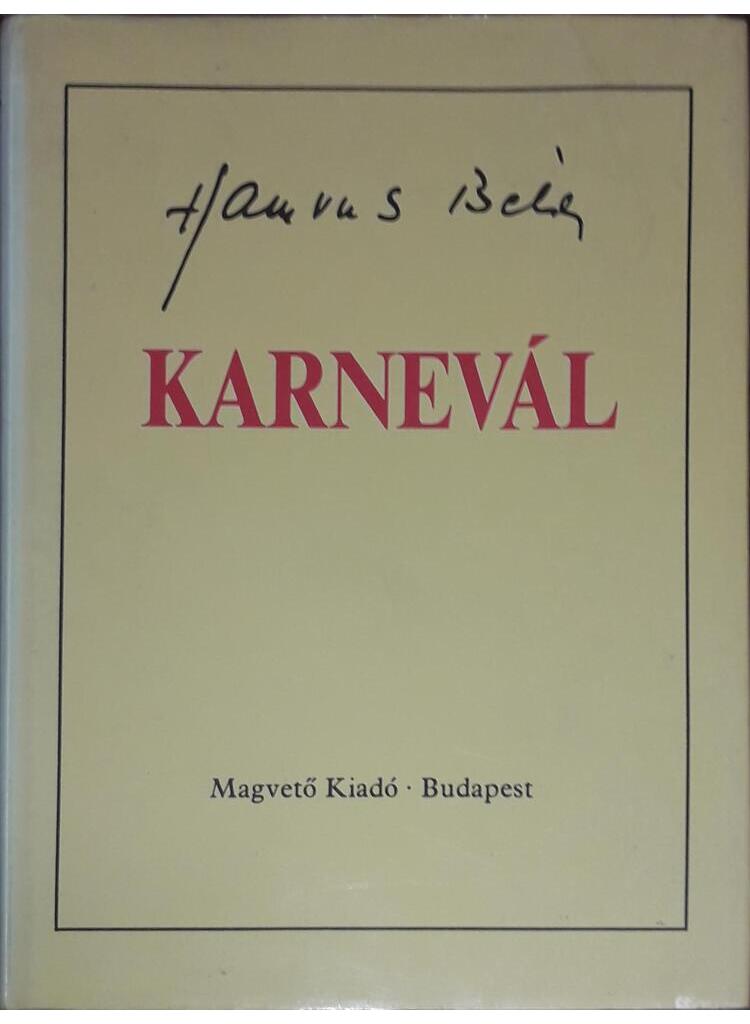 Hamvas Béla
KARNEVÁL
Magvető Kiadó · Budapest